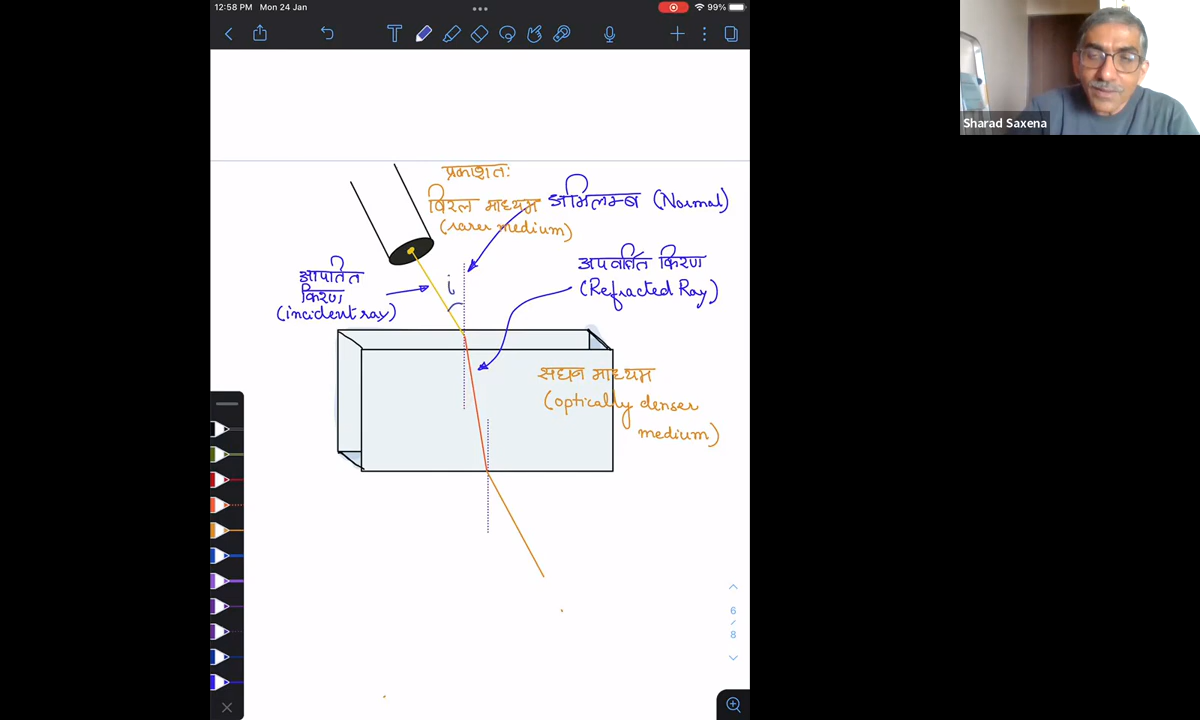 12:58 PM Mon 24 Jan
99%
Sharad Saxena
प्रकाशतः
विरल माध्यम
(rarer medium)
अभिलम्ब (Normal)
आपतित
किरण
(incident ray)
i
अपवर्तित किरण
(Refracted Ray)
सघन माध्यम
(optically denser
medium)
6
/
8